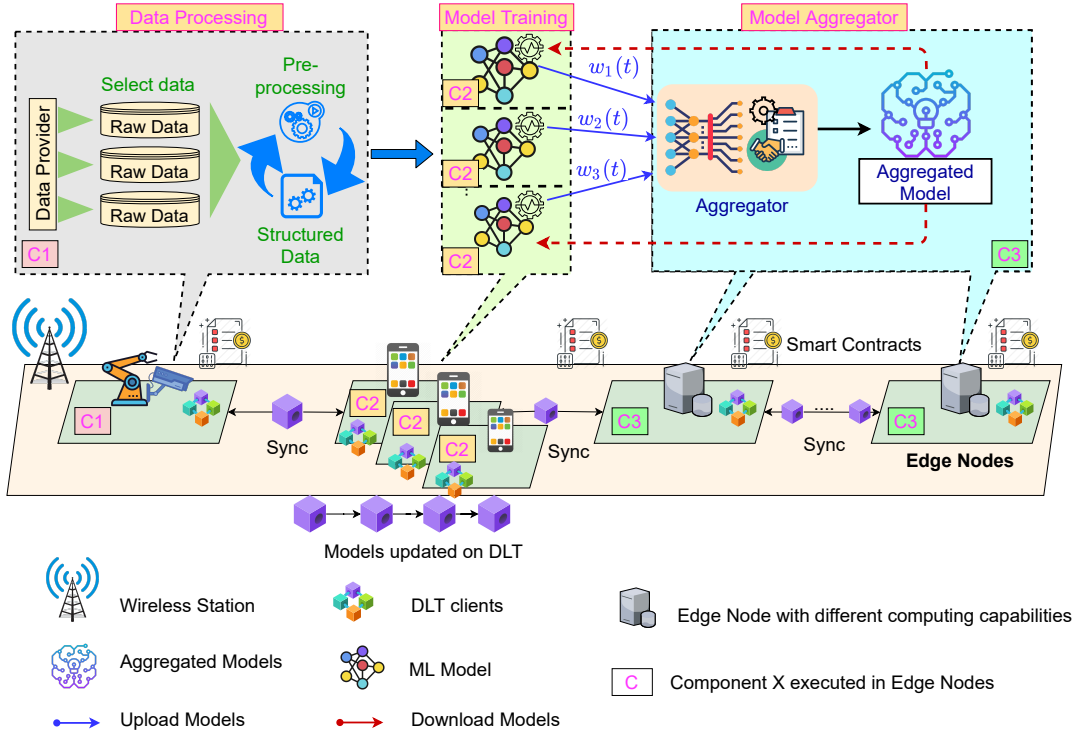 Data Processing
Model Training
Model Aggregator
Select data
Pre-
processing
Data Provider
Raw Data
Raw Data
Raw Data
Structured
Data
C1
C2
C2
C2
w₁(t)
w₂(t)
w₃(t)
Aggregator
Aggregated
Model
C3
Smart Contracts
C1
Sync
C2
C2
C2
Sync
C3
Sync
C3
Edge Nodes
Models updated on DLT
Wireless Station
DLT clients
Edge Node with different computing capabilities
Aggregated Models
ML Model
C
Component X executed in Edge Nodes
Upload Models
Download Models